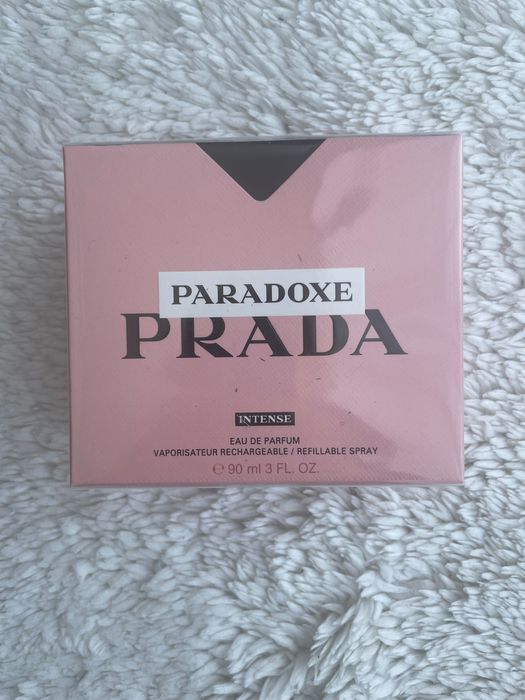 PARADOXE
PRADA
INTENSE
EAU DE PARFUM
VAPORISATEUR RECHARGEABLE / REFILLABLE SPRAY
℮ 90 ml 3 FL. OZ.